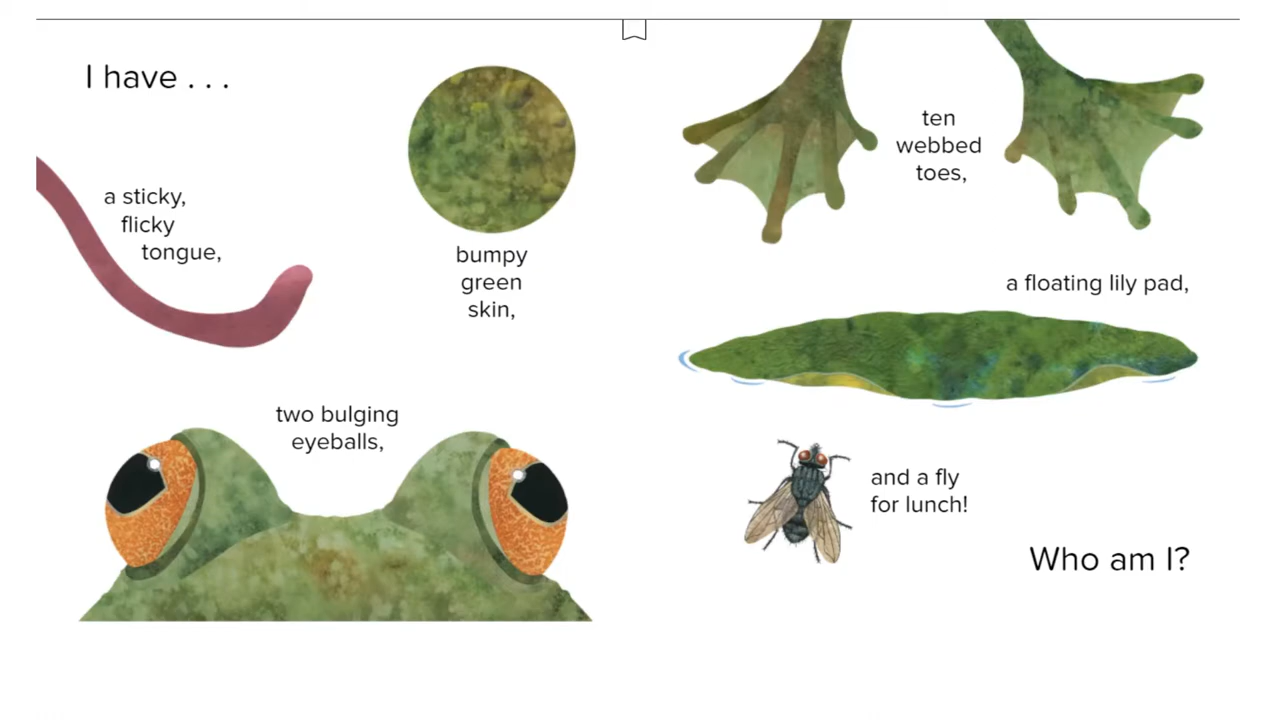 I have . . .
a sticky,
flicky
tongue,
bumpy
green
skin,
two bulging
eyeballs,
ten
webbed
toes,
a floating lily pad,
and a fly
for lunch!
Who am I?